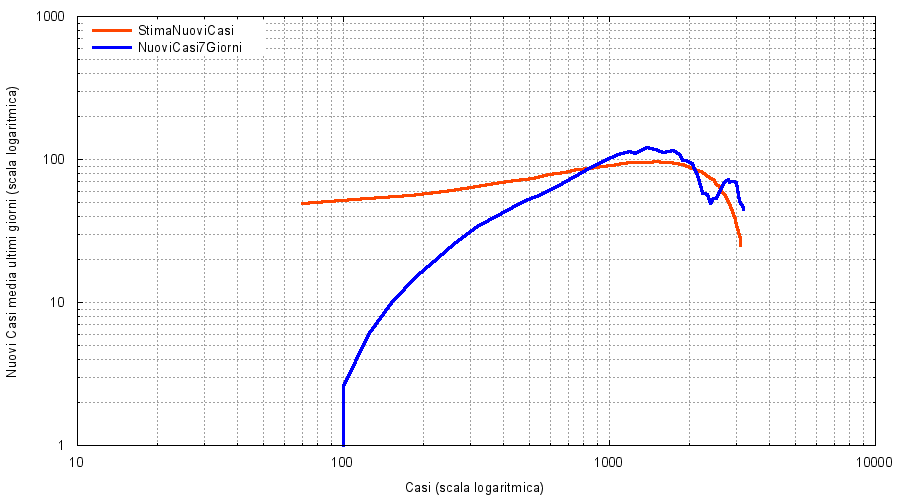 1000
StimaNuoviCasi
NuoviCasi7Giorni
100
10
1
10
100
1000
10000
Nuovi Casi media ultimi giorni (scala logaritmica)
Casi (scala logaritmica)